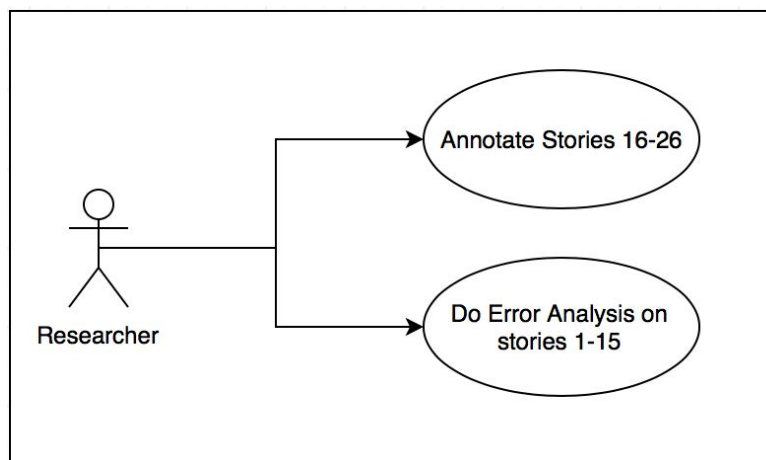 Annotate Stories 16-26
Researcher
Do Error Analysis on
stories 1-15